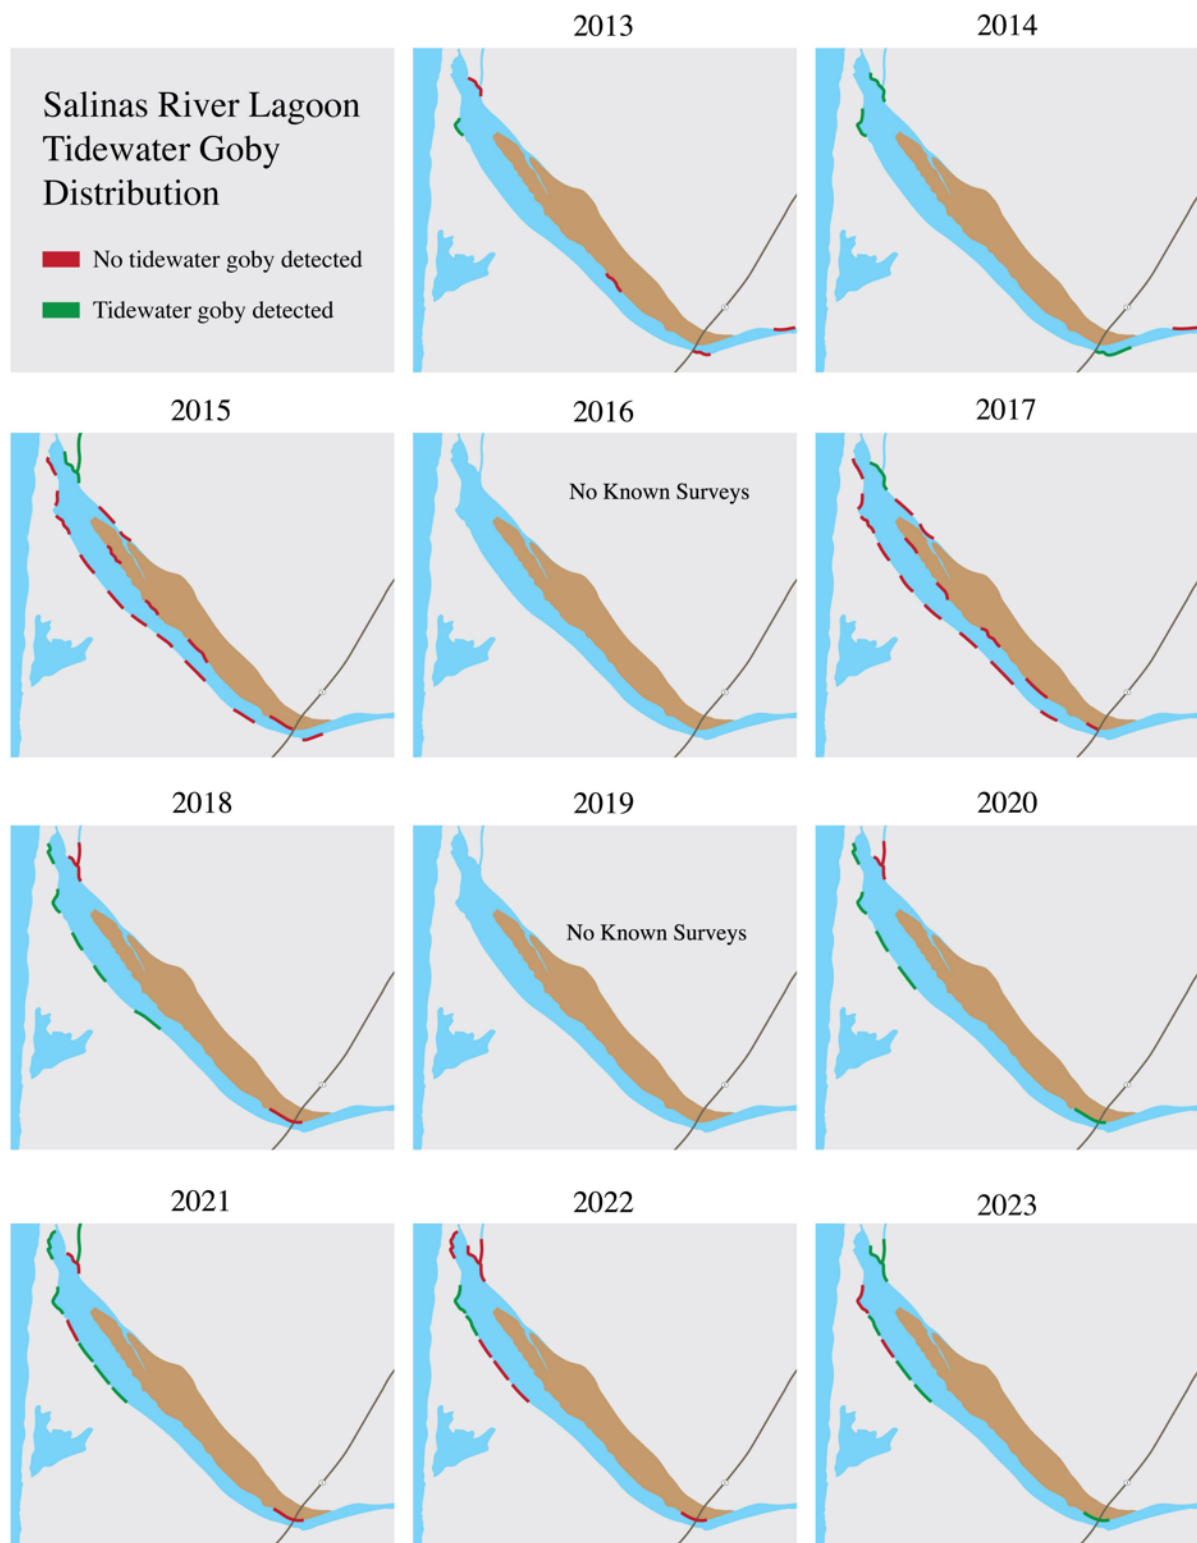 2013
2014
Salinas River Lagoon
Tidewater Goby
Distribution
No tidewater goby detected
Tidewater goby detected
2015
2016
2017
No Known Surveys
2018
2019
2020
No Known Surveys
2021
2022
2023